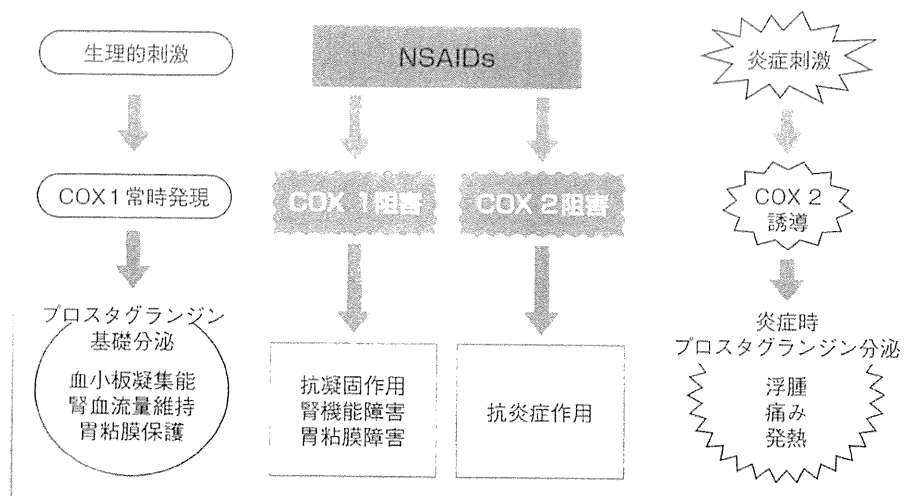 生理的刺激
COX1常時発現
プロスタグランジン
基礎分泌
血小板凝集能
腎血流量維持
胃粘膜保護
NSAIDs
COX 1阻害
抗凝固作用
腎機能障害
胃粘膜障害
COX 2阻害
抗炎症作用
炎症刺激
COX 2
誘導
炎症時
プロスタグランジン分泌
浮腫
痛み
発熱